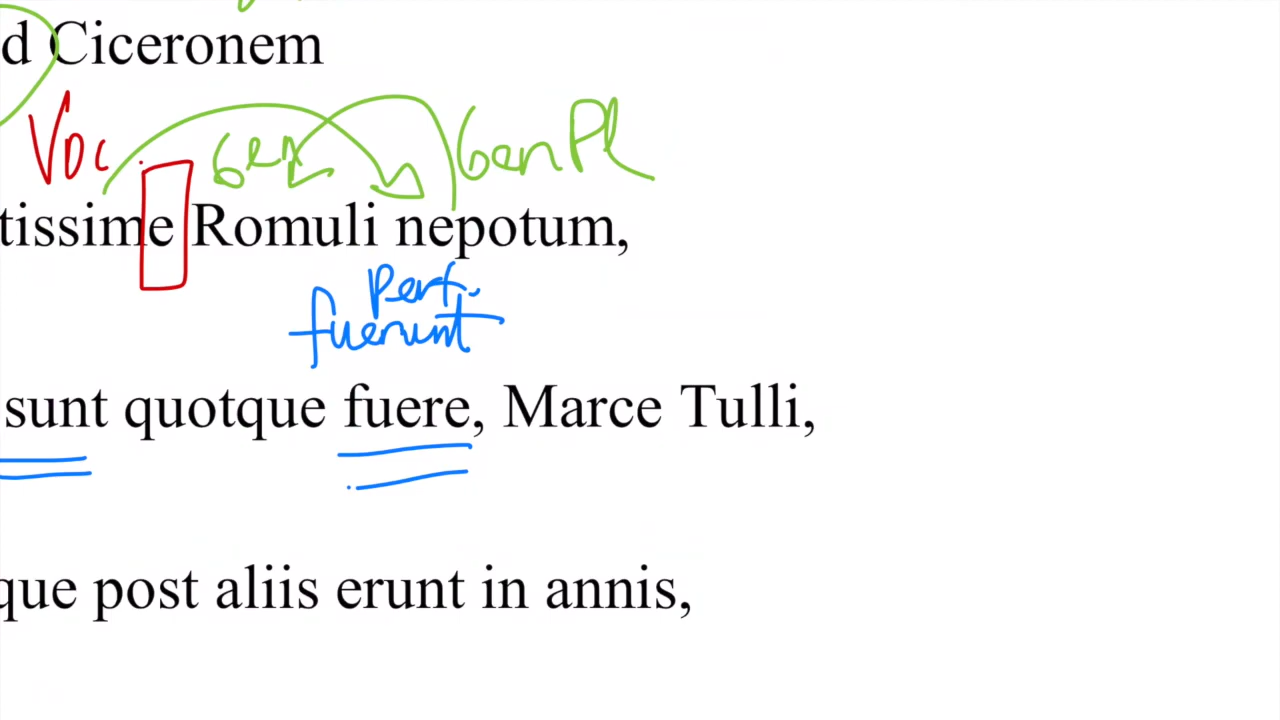 d Ciceronem
Voc Gen Gen Pl
tissime Romuli nepotum,
perf.
fuerunt
sunt quotque fuere, Marce Tulli,
que post aliis erunt in annis,